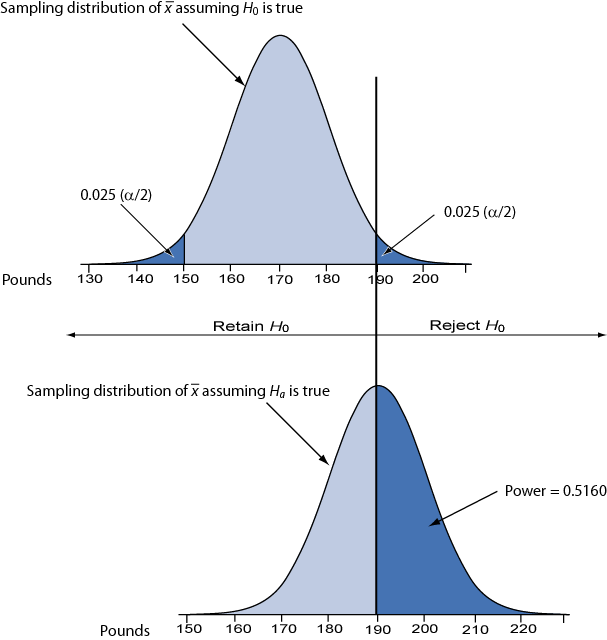 Sampling distribution of x̅ assuming H₀ is true
0.025 (α/2)
0.025 (α/2)
Pounds 130 140 150 160 170 180 190 200
Retain H₀ Reject H₀
Sampling distribution of x̅ assuming Hₐ is true
Power = 0.5160
Pounds 150 160 170 180 190 200 210 220